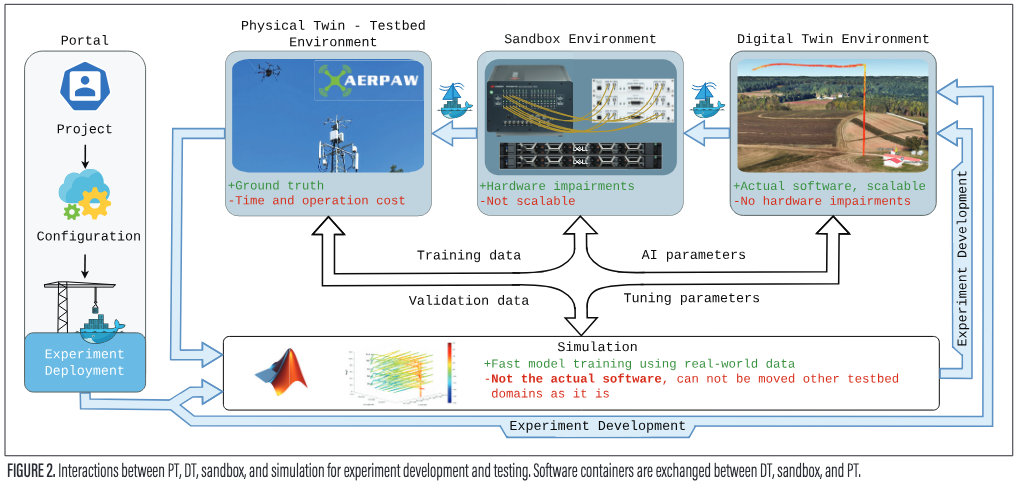 Portal
Project
Configuration
Experiment
Deployment
Physical Twin - Testbed
Environment
AERPAW
+Ground truth
-Time and operation cost
Sandbox Environment
DELL
DELL
+Hardware impairments
-Not scalable
Digital Twin Environment
+Actual software, scalable
-No hardware impairments
Training data
AI parameters
Validation data
Tuning parameters
Simulation
+Fast model training using real-world data
-Not the actual software, can not be moved other testbed
domains as it is
Experiment Development
Experiment Development
FIGURE 2. Interactions between PT, DT, sandbox, and simulation for experiment development and testing. Software containers are exchanged between DT, sandbox, and PT.